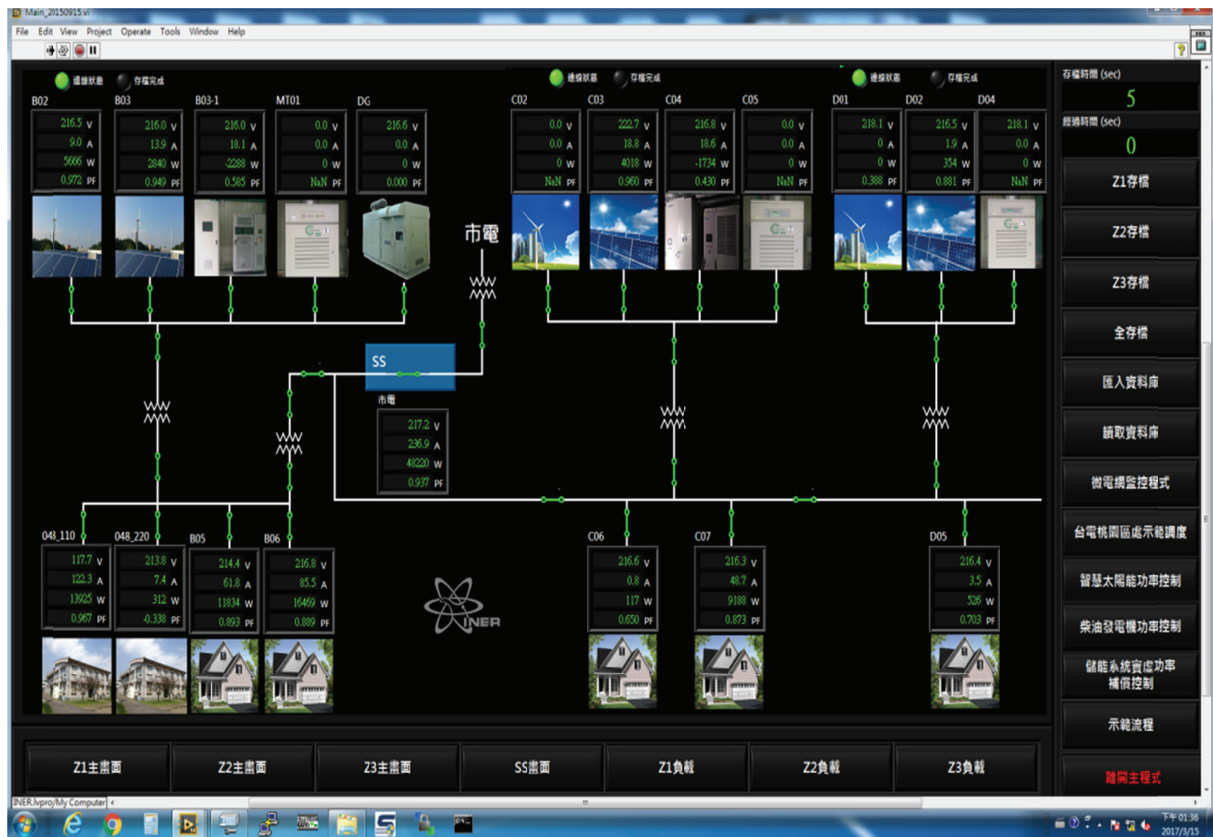 Main_20150915.vi
File Edit View Project Operate Tools Window Help
連線狀態 存檔完成
連線狀態 存檔完成
連線狀態 存檔完成
B02 B03 B03-1 MT01 DG
216.5 V 216.0 V 216.0 V 0.0 V 216.6 V
9.0 A 13.9 A 18.1 A 0.0 A 0.0 A
5666 W 2840 W -2288 W 0 W 0 W
0.972 PF 0.949 PF 0.585 PF NaN PF 0.000 PF
C02 C03 C04 C05
0.0 V 222.7 V 216.8 V 0.0 V
0.0 A 18.8 A 18.6 A 0.0 A
0 W 4018 W -1734 W 0 W
NaN PF 0.960 PF 0.430 PF NaN PF
D01 D02 D04
218.1 V 216.5 V 218.1 V
0 A 1.9 A 0.0 A
0 W 354 W 0 W
0.388 PF 0.881 PF NaN PF
市電
SS
市電
217.2 V
236.9 A
48220 W
0.937 PF
048_110 048_220 B05 B06
117.7 V 213.8 V 214.4 V 216.8 V
122.3 A 7.4 A 61.8 A 85.5 A
13925 W 312 W 11834 W 16469 W
0.967 PF -0.338 PF 0.893 PF 0.889 PF
INER
C06 C07
216.6 V 216.3 V
0.8 A 48.7 A
117 W 9188 W
0.650 PF 0.873 PF
D05
216.4 V
3.5 A
526 W
0.703 PF
存檔時間 (sec)
5
經過時間 (sec)
0
Z1存檔
Z2存檔
Z3存檔
全存檔
匯入資料庫
讀取資料庫
微電網監控程式
台電桃園區處示範調度
智慧太陽能功率控制
柴油發電機功率控制
儲能系統實虛功率
補償控制
示範流程
離開主程式
Z1主畫面 Z2主畫面 Z3主畫面 SS畫面 Z1負載 Z2負載 Z3負載
INER.lvpro/My Computer
下午 01:36
2017/8/15